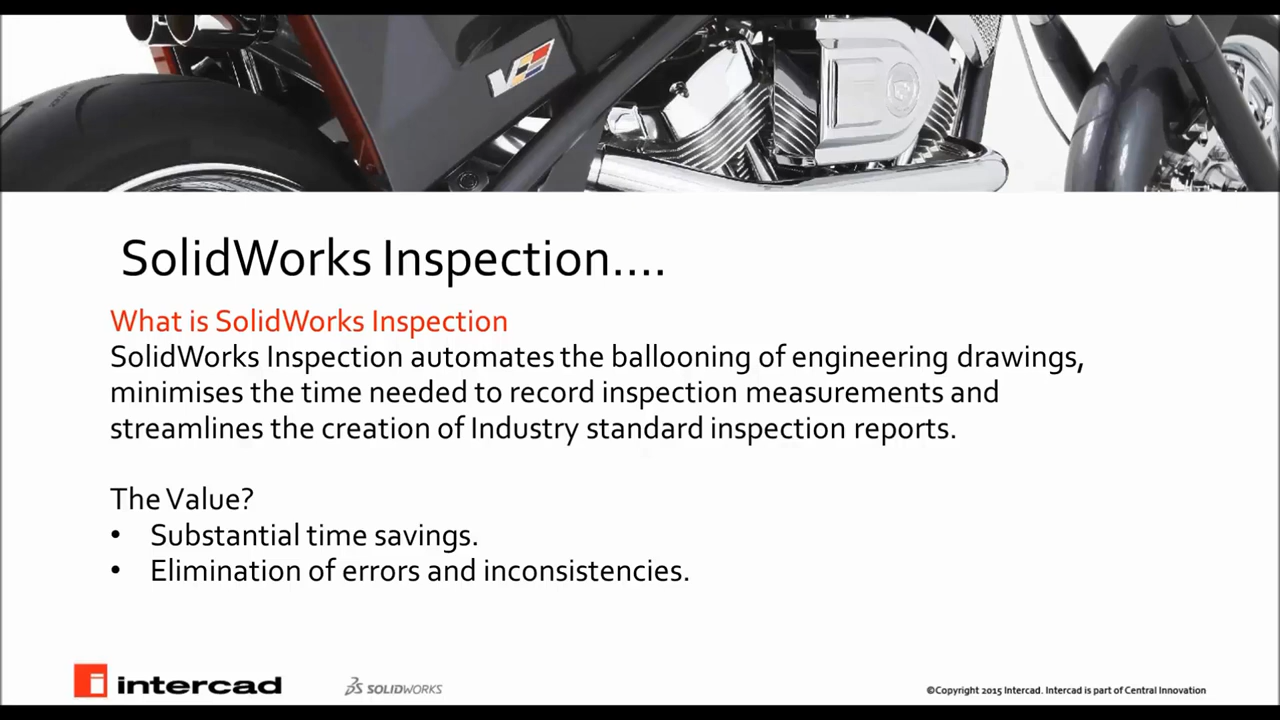 SolidWorks Inspection....
What is SolidWorks Inspection
SolidWorks Inspection automates the ballooning of engineering drawings,
minimises the time needed to record inspection measurements and
streamlines the creation of Industry standard inspection reports.
The Value?
• Substantial time savings.
• Elimination of errors and inconsistencies.
intercad
SOLIDWORKS
©Copyright 2015 Intercad. Intercad is part of Central Innovation